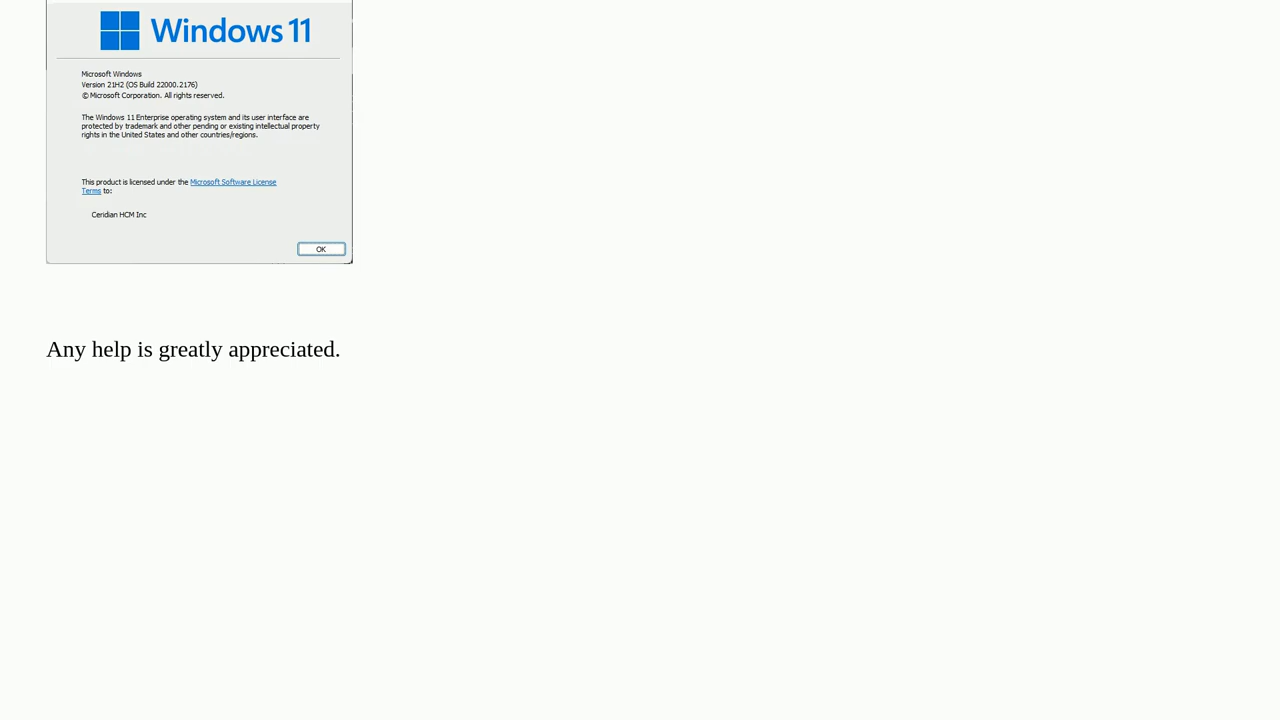 Windows 11
Microsoft Windows
Version 21H2 (OS Build 22000.2176)
© Microsoft Corporation. All rights reserved.
The Windows 11 Enterprise operating system and its user interface are
protected by trademark and other pending or existing intellectual property
rights in the United States and other countries/regions.
This product is licensed under the Microsoft Software License
Terms to:
Ceridian HCM Inc
OK
Any help is greatly appreciated.